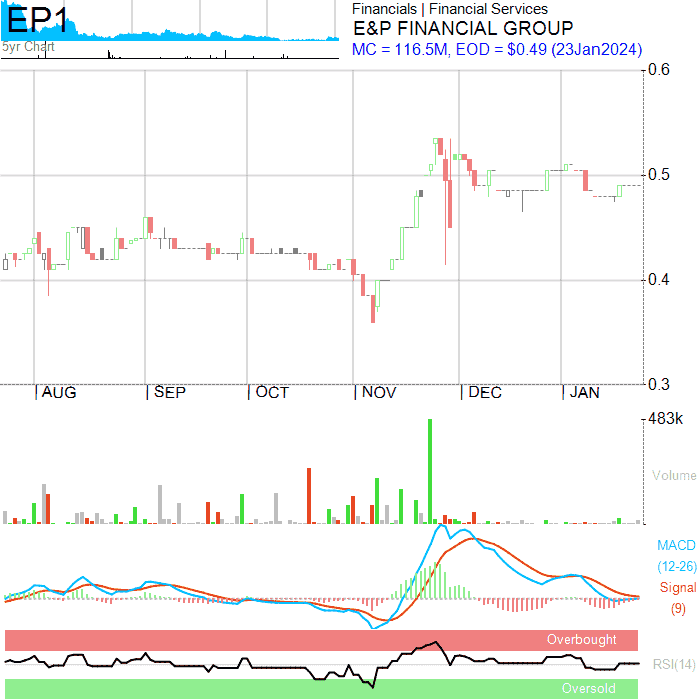 EP1
5yr Chart
Financials | Financial Services
E&P FINANCIAL GROUP
MC = 116.5M, EOD = $0.49 (23Jan2024)
0.6
0.5
0.4
0.3
AUG SEP OCT NOV DEC JAN
483k
Volume
MACD
(12-26)
Signal
(9)
Overbought
RSI(14)
Oversold